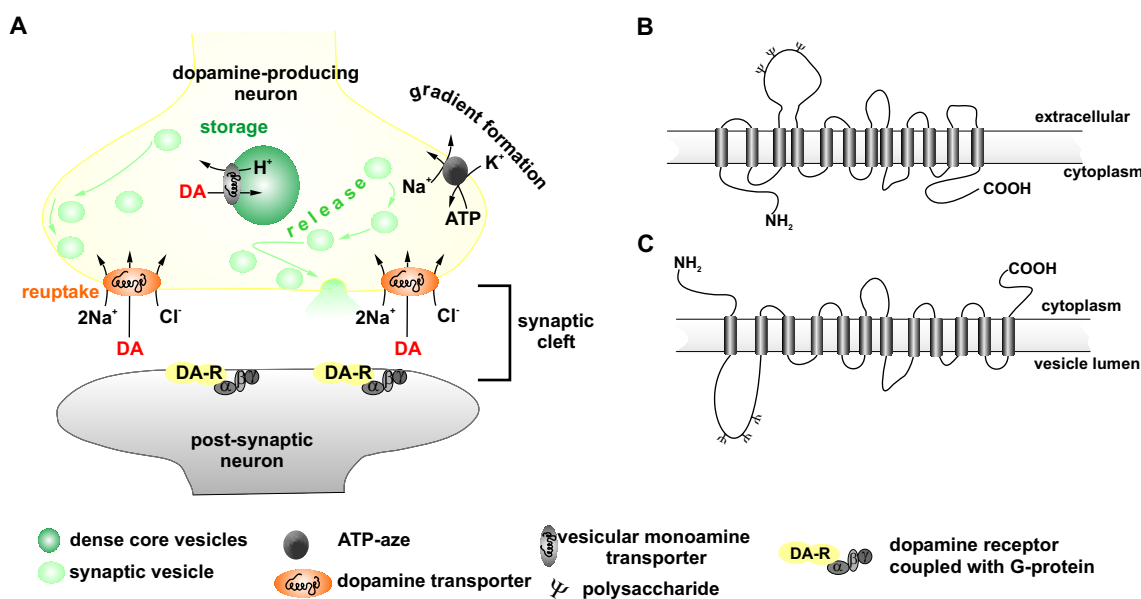 A
dopamine-producing
neuron
storage
H⁺
DA
release
gradient formation
Na⁺
K⁺
ATP
reuptake
2Na⁺
Cl⁻
DA
2Na⁺
Cl⁻
DA
synaptic
cleft
DA-R
α β γ
DA-R
α β γ
post-synaptic
neuron
B
Ψ Ψ Ψ
extracellular
cytoplasm
NH₂
COOH
C
NH₂
COOH
cytoplasm
vesicle lumen
Ψ Ψ Ψ
dense core vesicles
synaptic vesicle
ATP-aze
dopamine transporter
vesicular monoamine
transporter
Ψ polysaccharide
DA-R
α β γ
dopamine receptor
coupled with G-protein